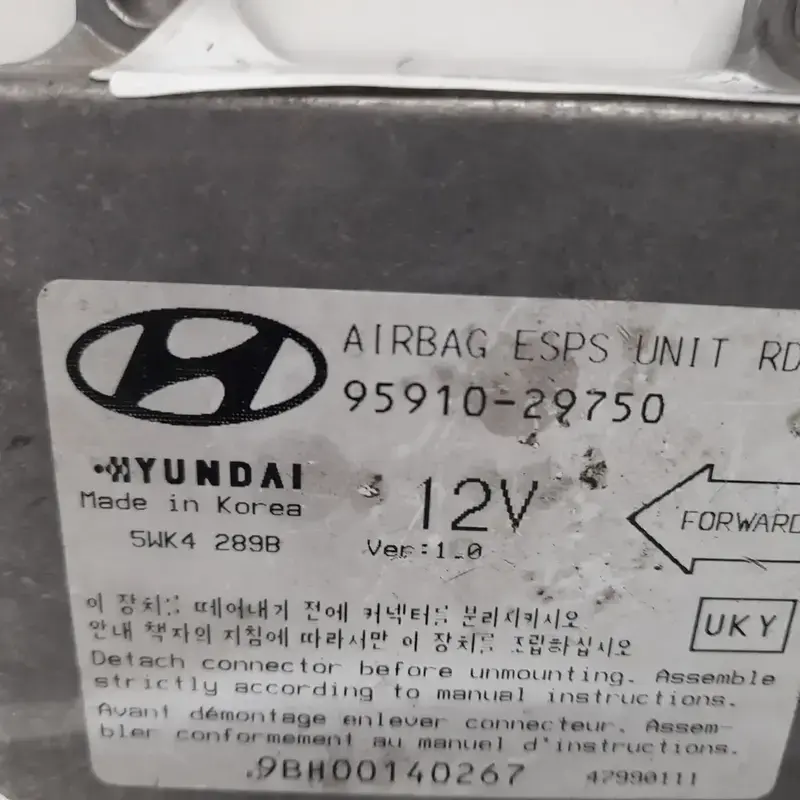 AIRBAG ESPS UNIT RD
95910-29750
HYUNDAI
Made in Korea
12V
FORWARD
5WK4 289B
Ver:1.0
이 장치를 떼어내기 전에 커넥터를 분리시키시오
안내 책자의 지침에 따라서만 이 장치를 조립하십시오
UKY
Detach connector before unmounting. Assemble
strictly according to manual instructions.
Avant démontage enlever connecteur. Assem-
bler conformement au manuel d'instructions.
.9BH00140267
47990111